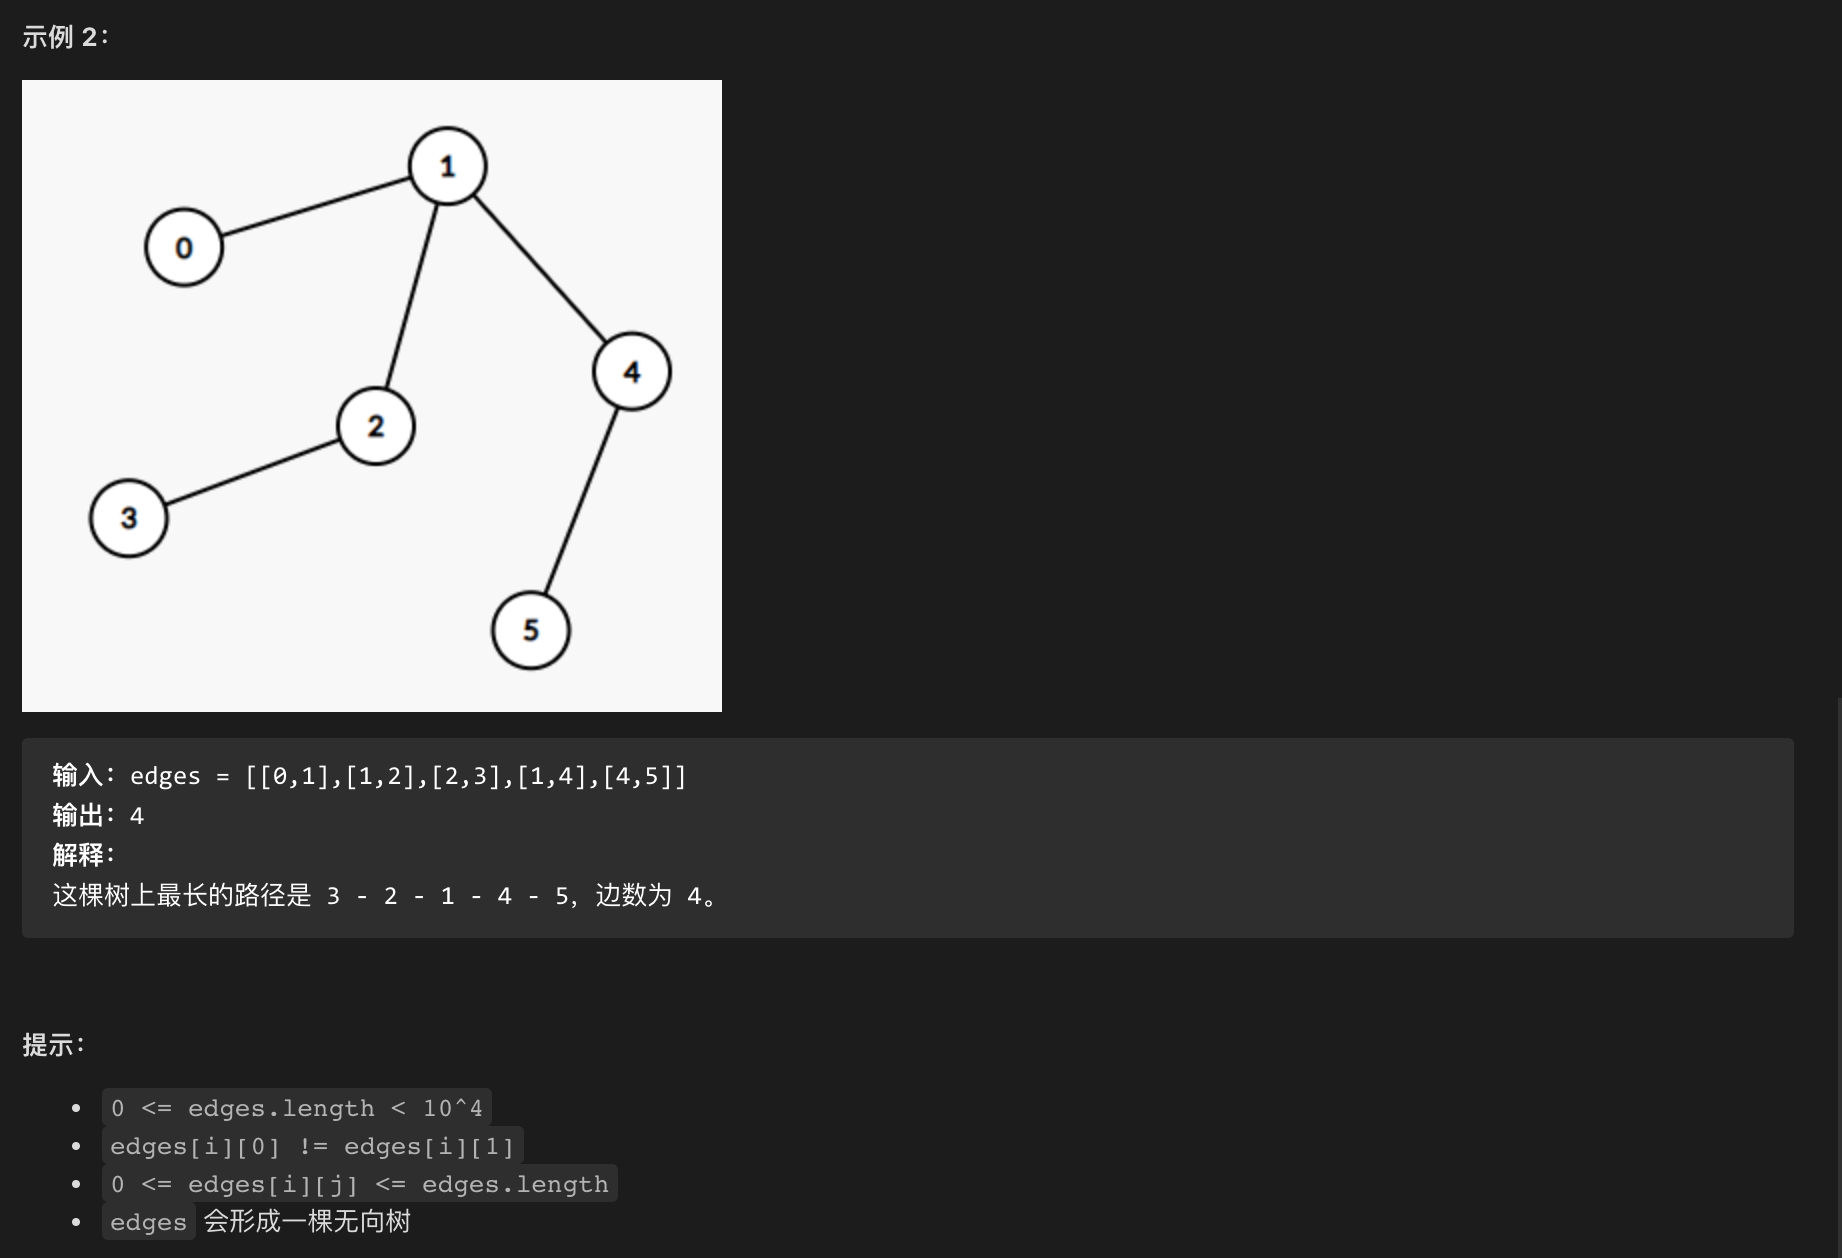 示例 2：
1
0
4
2
3
5
输入：edges = [[0,1],[1,2],[2,3],[1,4],[4,5]]
输出：4
解释：
这棵树上最长的路径是 3 - 2 - 1 - 4 - 5，边数为 4。
提示：
0 <= edges.length < 10^4
edges[i][0] != edges[i][1]
0 <= edges[i][j] <= edges.length
edges 会形成一棵无向树